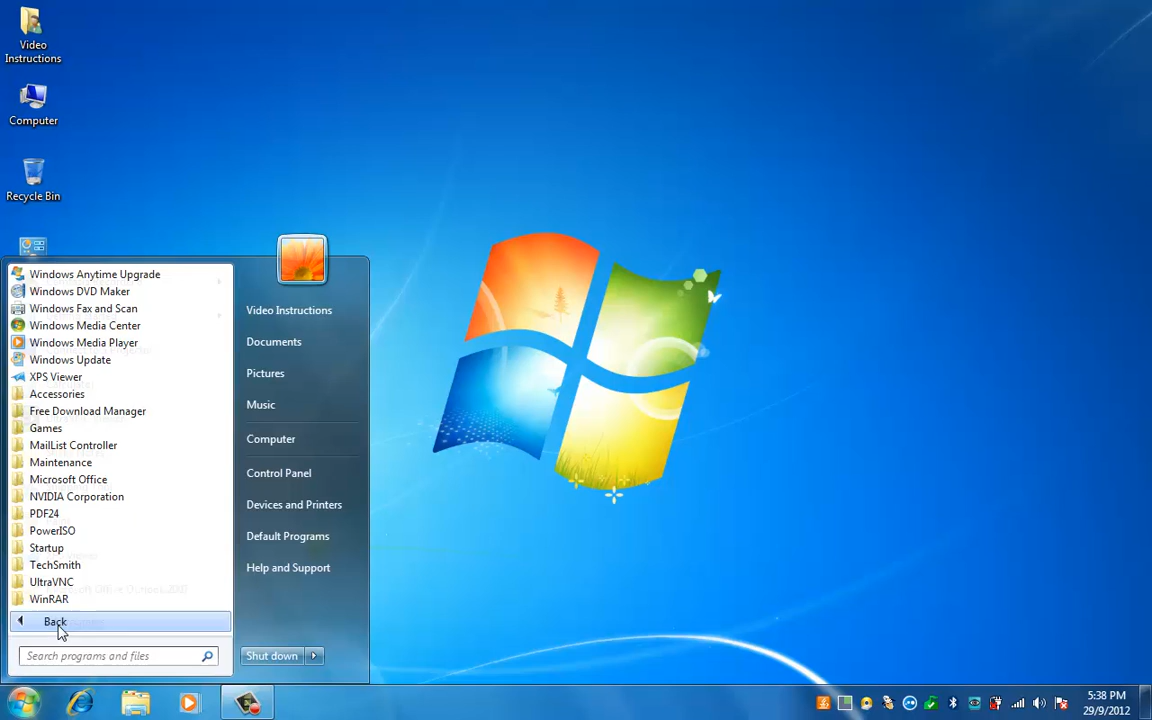 Video
Instructions
Computer
Recycle Bin
Windows Anytime Upgrade
Windows DVD Maker
Windows Fax and Scan
Windows Media Center
Windows Media Player
Windows Update
XPS Viewer
Accessories
Free Download Manager
Games
MailList Controller
Maintenance
Microsoft Office
NVIDIA Corporation
PDF24
PowerISO
Startup
TechSmith
UltraVNC
WinRAR
Back
Search programs and files
Video Instructions
Documents
Pictures
Music
Computer
Control Panel
Devices and Printers
Default Programs
Help and Support
Shut down
5:38 PM
29/9/2012